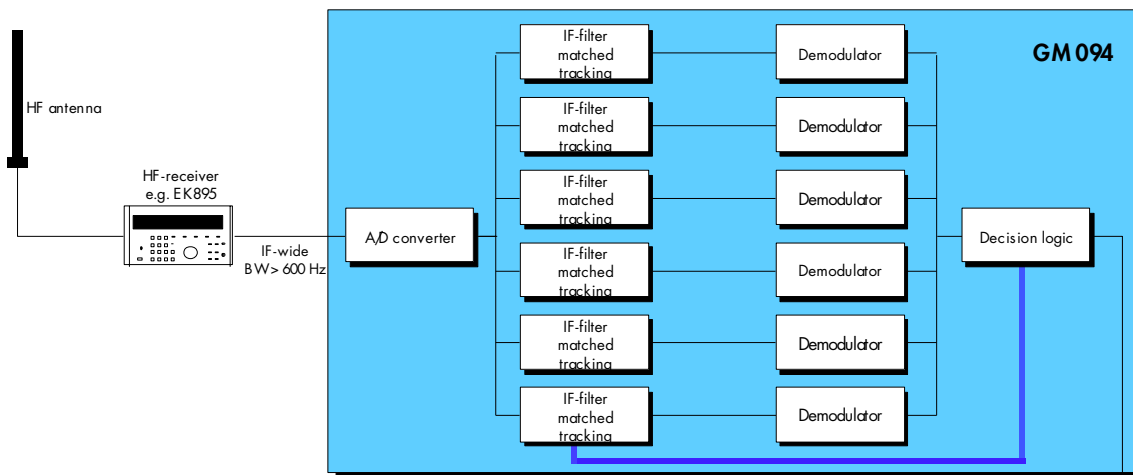 GM 094
HF antenna
HF-receiver
e.g. EK895
IF-wide
BW > 600 Hz
A/D converter
IF-filter
matched
tracking
Demodulator
IF-filter
matched
tracking
Demodulator
IF-filter
matched
tracking
Demodulator
IF-filter
matched
tracking
Demodulator
IF-filter
matched
tracking
Demodulator
IF-filter
matched
tracking
Demodulator
Decision logic